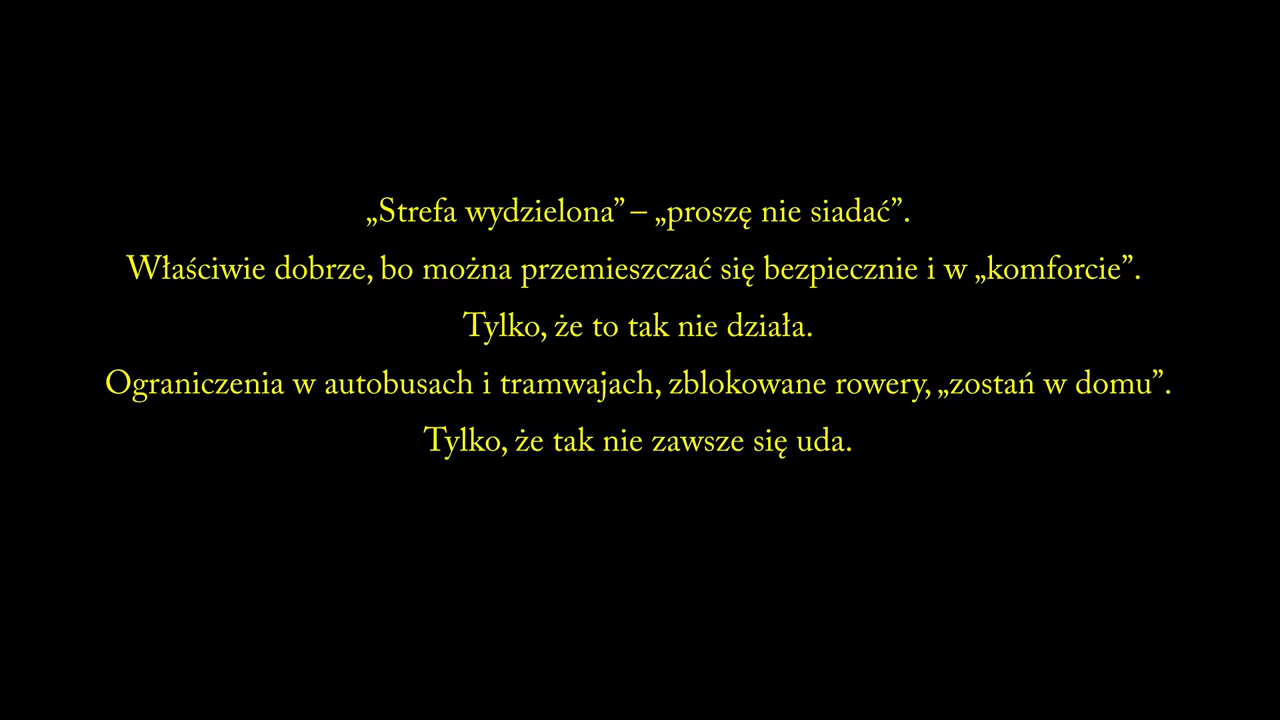 „Strefa wydzielona” – „proszę nie siadać”.
Właściwie dobrze, bo można przemieszczać się bezpiecznie i w „komforcie”.
Tylko, że to tak nie działa.
Ograniczenia w autobusach i tramwajach, zblokowane rowery, „zostań w domu”.
Tylko, że tak nie zawsze się uda.